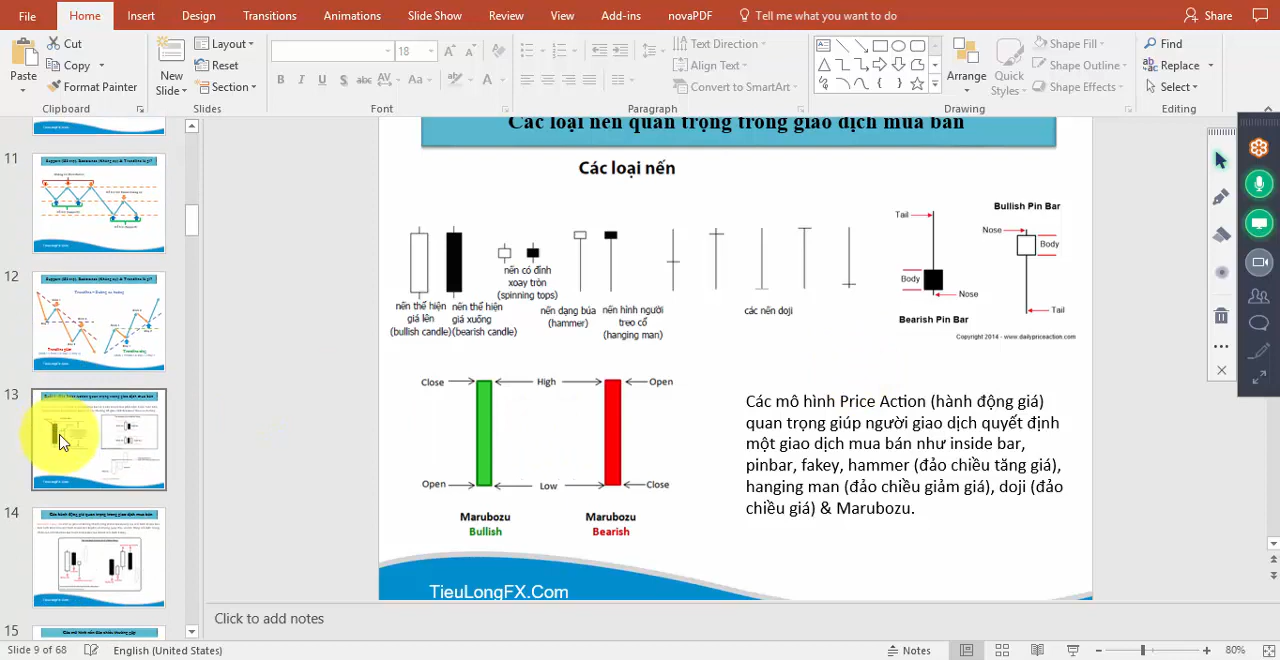 File Home Insert Design Transitions Animations Slide Show Review View Add-ins novaPDF Tell me what you want to do Share
Paste
Cut
Copy
Format Painter
Clipboard
New Slide
Layout
Reset
Section
Slides
18
B I U S abc AV Aa
Font
Text Direction
Align Text
Convert to SmartArt
Paragraph
Arrange
Quick Styles
Shape Fill
Shape Outline
Shape Effects
Drawing
Find
Replace
Select
Editing
11
12
13
14
15
Các loại nến quan trọng trong giao dịch mua bán
Các loại nến
nến thể hiện
giá lên
(bullish candle)
nến thể hiện
giá xuống
(bearish candle)
nến có đỉnh
xoay tròn
(spinning tops)
nến dạng búa
(hammer)
nến hình người
treo cổ
(hanging man)
các nến doji
Tail
Body
Nose
Bearish Pin Bar
Bullish Pin Bar
Nose
Body
Tail
Copyright 2014 - www.dailypriceaction.com
Close High Open
Open Low Close
Marubozu Marubozu
Bullish Bearish
Các mô hình Price Action (hành động giá)
quan trọng giúp người giao dịch quyết định
một giao dich mua bán như inside bar,
pinbar, fakey, hammer (đảo chiều tăng giá),
hanging man (đảo chiều giảm giá), doji (đảo
chiều giá) & Marubozu.
TieuLongFX.Com
Click to add notes
Slide 9 of 68 English (United States) Notes 80%